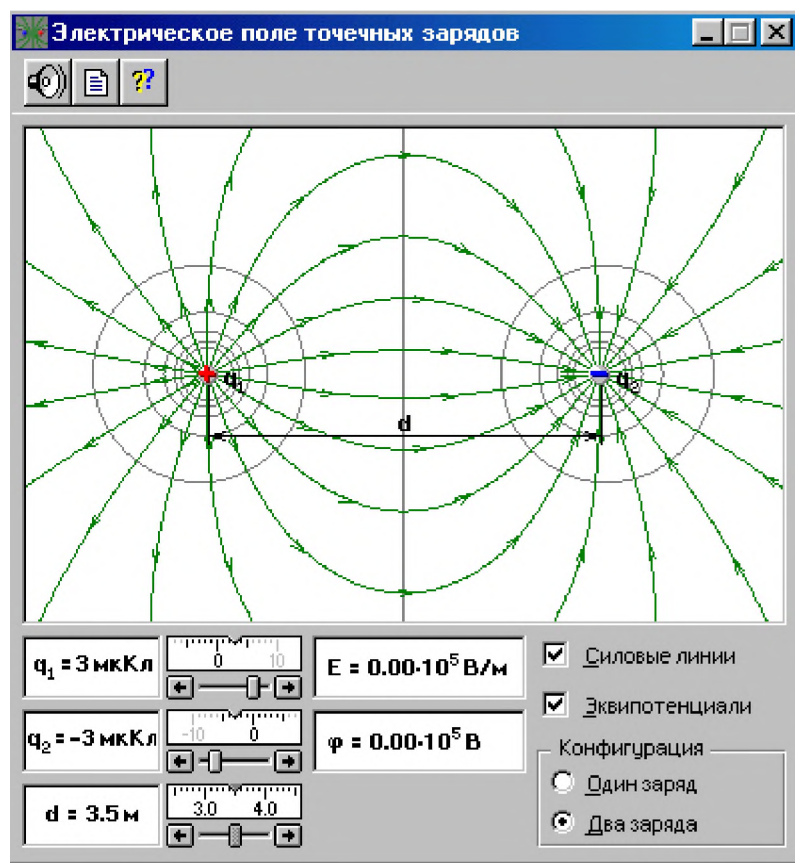 Электрическое поле точечных зарядов
??
q₁
q₂
d
q₁ = 3 мкКл
0 10
E = 0.00·10⁵ В/м
Силовые линии
q₂ = -3 мкКл
-10 0
φ = 0.00·10⁵ В
Эквипотенциали
Конфигурация
Один заряд
d = 3.5 м
3.0 4.0
Два заряда